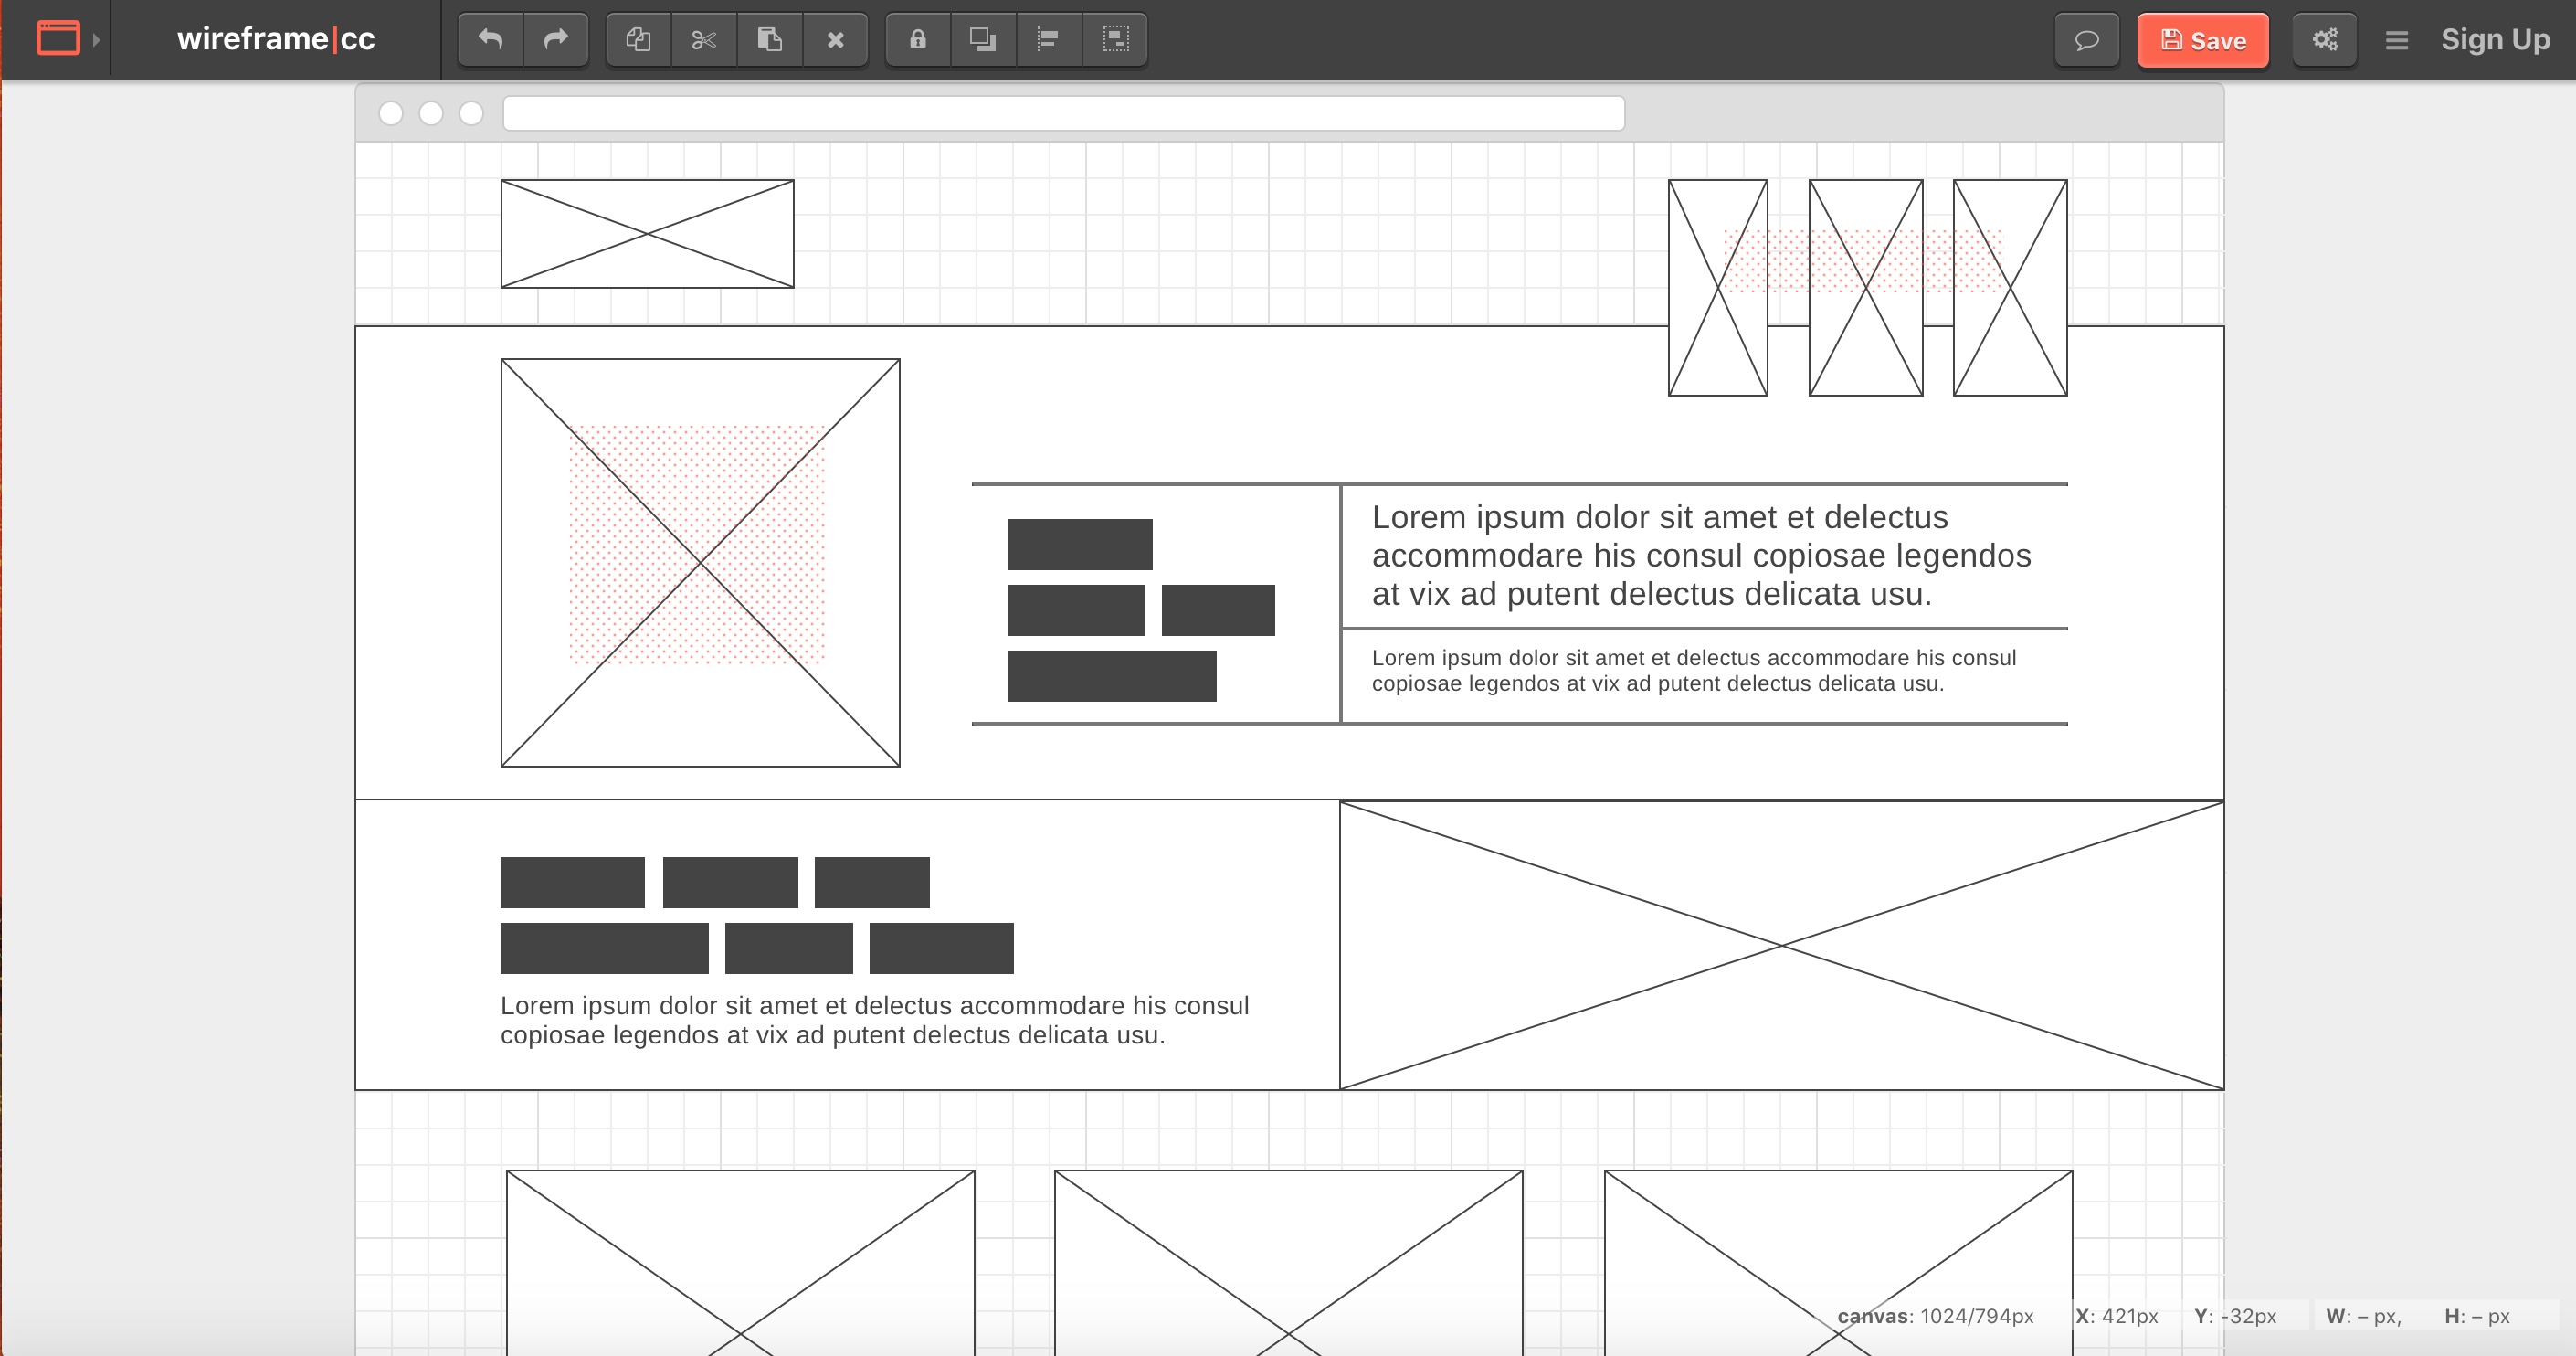 wireframe|cc
Save
Sign Up
Lorem ipsum dolor sit amet et delectus
accommodare his consul copiosae legendos
at vix ad putent delectus delicata usu.
Lorem ipsum dolor sit amet et delectus accommodare his consul
copiosae legendos at vix ad putent delectus delicata usu.
Lorem ipsum dolor sit amet et delectus accommodare his consul
copiosae legendos at vix ad putent delectus delicata usu.
canvas: 1024/794px X: 421px Y: -32px W: – px, H: – px